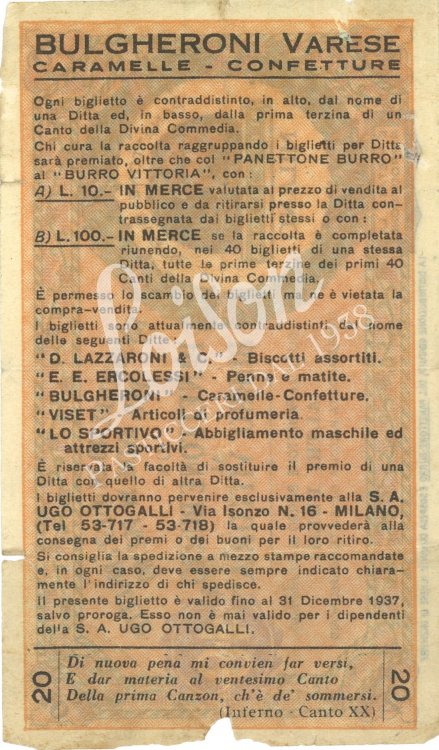 BULGHERONI VARESE
CARAMELLE - CONFETTURE
Ogni biglietto è contraddistinto, in alto, dal nome di
una Ditta ed, in basso, dalla prima terzina di un
Canto della Divina Commedia.
Chi cura la raccolta raggruppando i biglietti per Ditta
sarà premiato, oltre che col "PANETTONE BURRO"
al "BURRO VITTORIA", con:
A) L. 10.- IN MERCE valutata al prezzo di vendita al
pubblico e da ritirarsi presso la Ditta con-
trassegnata dai biglietti stessi o con:
B) L. 100.- IN MERCE se la raccolta è completata
riunendo, nei 40 biglietti di una stessa
Ditta, tutte le prime terzine dei primi 40
Canti della Divina Commedia.
È permesso lo scambio dei biglietti ma ne è vietata la
compra-vendita.
I biglietti sono attualmente contraddistinti dal nome
delle seguenti Ditte:
"D. LAZZARONI & C." - Biscotti assortiti.
"E. E. ERCOLESSI" - Penne e matite.
"BULGHERONI" - Caramelle-Confetture.
"VISET" - Articoli di profumeria.
"LO SPORTIVO" - Abbigliamento maschile ed
attrezzi sportivi.
È riservata la facoltà di sostituire il premio di una
Ditta con quello di altra Ditta.
I biglietti dovranno pervenire esclusivamente alla S. A.
UGO OTTOGALLI - Via Isonzo N. 16 - MILANO,
(Tel 53-717 - 53-718) la quale provvederà alla
consegna dei premi o dei buoni per il loro ritiro.
Si consiglia la spedizione a mezzo stampe raccomandate
e, in ogni caso, deve essere sempre indicato chiara-
mente l'indirizzo di chi spedisce.
Il presente biglietto è valido fino al 31 Dicembre 1937,
salvo proroga. Esso non è mai valido per i dipendenti
della S. A. UGO OTTOGALLI.
20
Di nuova pena mi convien far versi,
E dar materia al ventesimo Canto
Della prima Canzon, ch'è de' sommersi.
(Inferno - Canto XX)
20
Loison
PASTICCERI DAL 1938